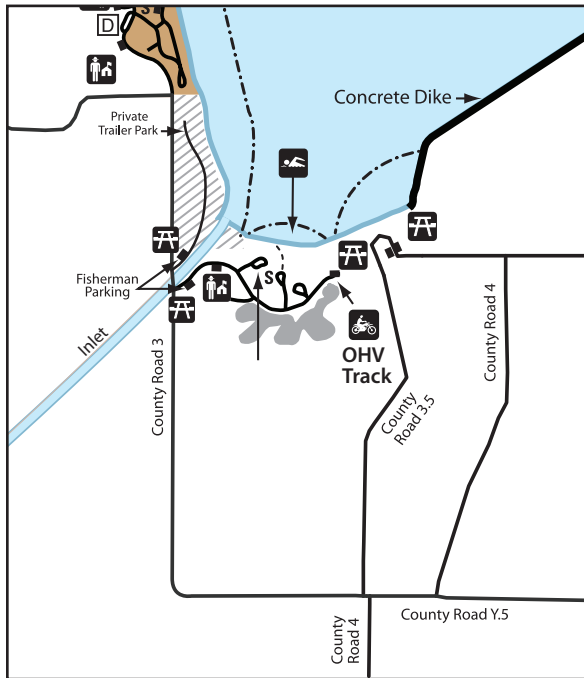 D
Concrete Dike
Private
Trailer Park
Fisherman
Parking
S
Inlet
County Road 3
OHV
Track
County
Road 3.5
County Road 4
County Road Y.5
County
Road 4